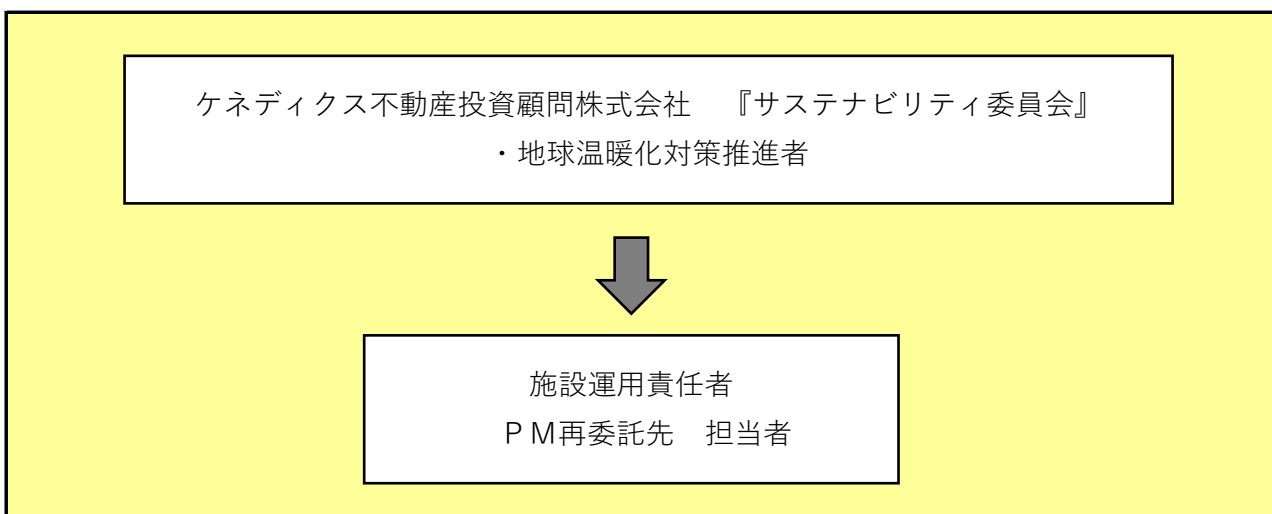 ケネディクス不動産投資顧問株式会社　『サステナビリティ委員会』
・地球温暖化対策推進者
施設運用責任者
ＰＭ再委託先　担当者